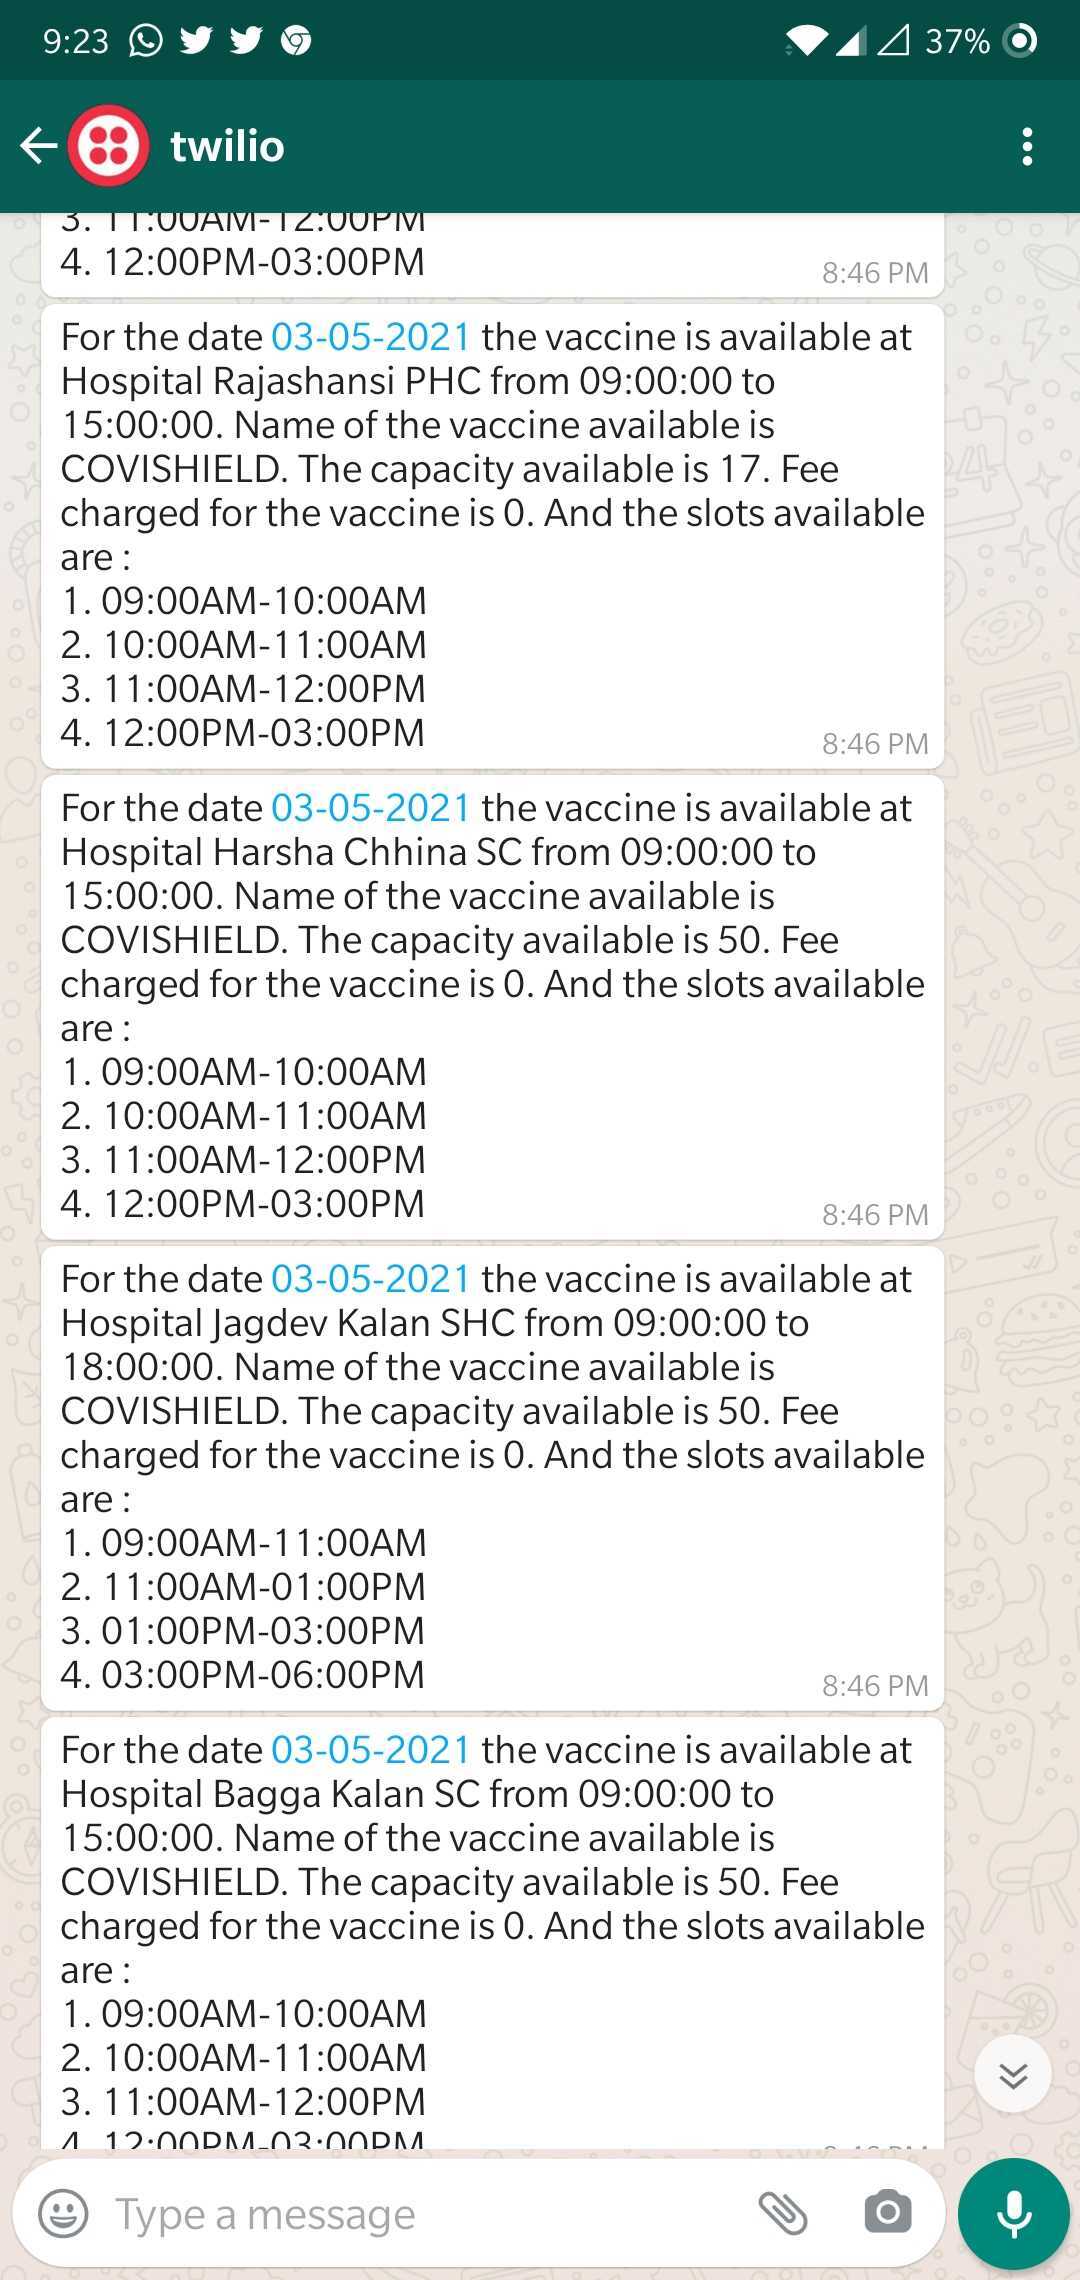 9:23
37%
twilio
3. 11:00AM-12:00PM
4. 12:00PM-03:00PM
8:46 PM
For the date 03-05-2021 the vaccine is available at
Hospital Rajashansi PHC from 09:00:00 to
15:00:00. Name of the vaccine available is
COVISHIELD. The capacity available is 17. Fee
charged for the vaccine is 0. And the slots available
are :
1. 09:00AM-10:00AM
2. 10:00AM-11:00AM
3. 11:00AM-12:00PM
4. 12:00PM-03:00PM
8:46 PM
For the date 03-05-2021 the vaccine is available at
Hospital Harsha Chhina SC from 09:00:00 to
15:00:00. Name of the vaccine available is
COVISHIELD. The capacity available is 50. Fee
charged for the vaccine is 0. And the slots available
are :
1. 09:00AM-10:00AM
2. 10:00AM-11:00AM
3. 11:00AM-12:00PM
4. 12:00PM-03:00PM
8:46 PM
For the date 03-05-2021 the vaccine is available at
Hospital Jagdev Kalan SHC from 09:00:00 to
18:00:00. Name of the vaccine available is
COVISHIELD. The capacity available is 50. Fee
charged for the vaccine is 0. And the slots available
are :
1. 09:00AM-11:00AM
2. 11:00AM-01:00PM
3. 01:00PM-03:00PM
4. 03:00PM-06:00PM
8:46 PM
For the date 03-05-2021 the vaccine is available at
Hospital Bagga Kalan SC from 09:00:00 to
15:00:00. Name of the vaccine available is
COVISHIELD. The capacity available is 50. Fee
charged for the vaccine is 0. And the slots available
are :
1. 09:00AM-10:00AM
2. 10:00AM-11:00AM
3. 11:00AM-12:00PM
4. 12:00PM-03:00PM
Type a message